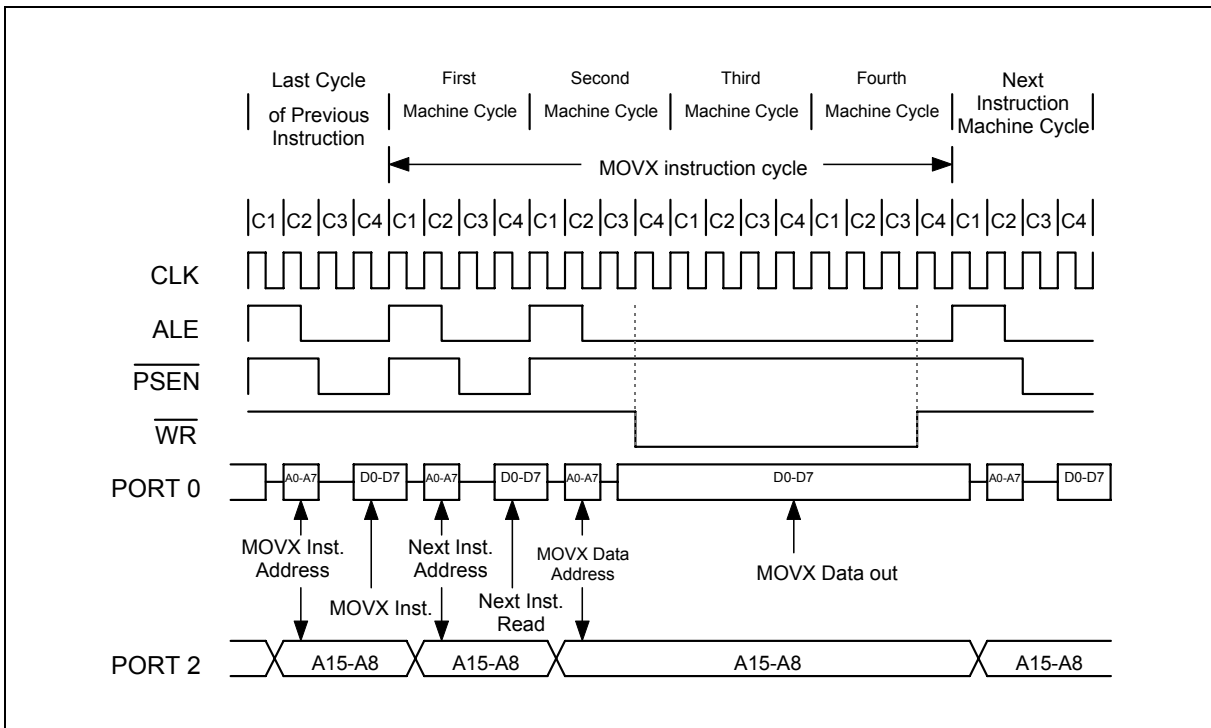 Last Cycle
of Previous
Instruction
First
Machine Cycle
Second
Machine Cycle
Third
Machine Cycle
Fourth
Machine Cycle
Next
Instruction
Machine Cycle
MOVX instruction cycle
C1 C2 C3 C4 C1 C2 C3 C4 C1 C2 C3 C4 C1 C2 C3 C4 C1 C2 C3 C4 C1 C2 C3 C4
CLK
ALE
PSEN
WR
PORT 0
A0-A7 D0-D7 A0-A7 D0-D7 A0-A7 D0-D7 A0-A7 D0-D7
MOVX Inst.
Address
MOVX Inst.
Next Inst.
Address
Next Inst.
Read
MOVX Data
Address
MOVX Data out
PORT 2
A15-A8 A15-A8 A15-A8 A15-A8